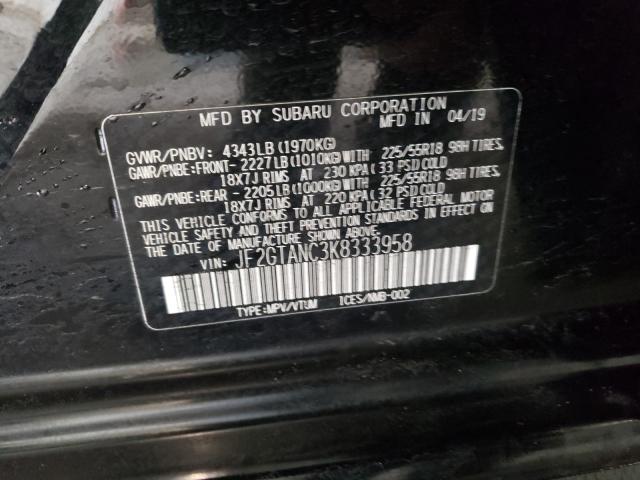 MFD BY SUBARU CORPORATION MFD IN 04/19
GVWR/PNBV: 4343LB(1970KG)
GAWR/PNBE:FRONT-2227LB(1010KG)WITH 225/55R18 98H TIRES,
18X7J RIMS AT 230 KPA(33 PSI)COLD
GAWR/PNBE:REAR - 2205LB(1000KG)WITH 225/55R18 98H TIRES,
18X7J RIMS AT 220 KPA(32 PSI)COLD
THIS VEHICLE CONFORMS TO ALL APPLICABLE FEDERAL MOTOR
VEHICLE SAFETY AND THEFT PREVENTION STANDARDS IN EFFECT ON
THE DATE OF MANUFACTURE SHOWN ABOVE.
VIN: JF2GTANC3K8333958
TYPE:MPV/VTUM ICES/NMB-002